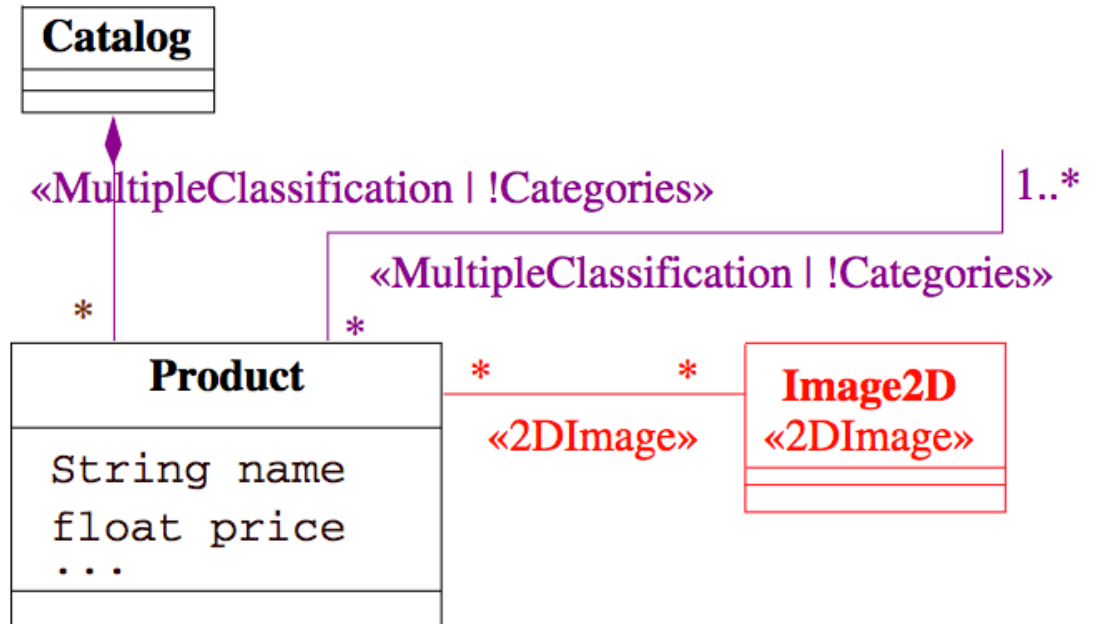 Catalog
«MultipleClassification | !Categories»
1..*
«MultipleClassification | !Categories»
*
*
Product
*
*
Image2D
«2DImage»
«2DImage»
String name
float price
...